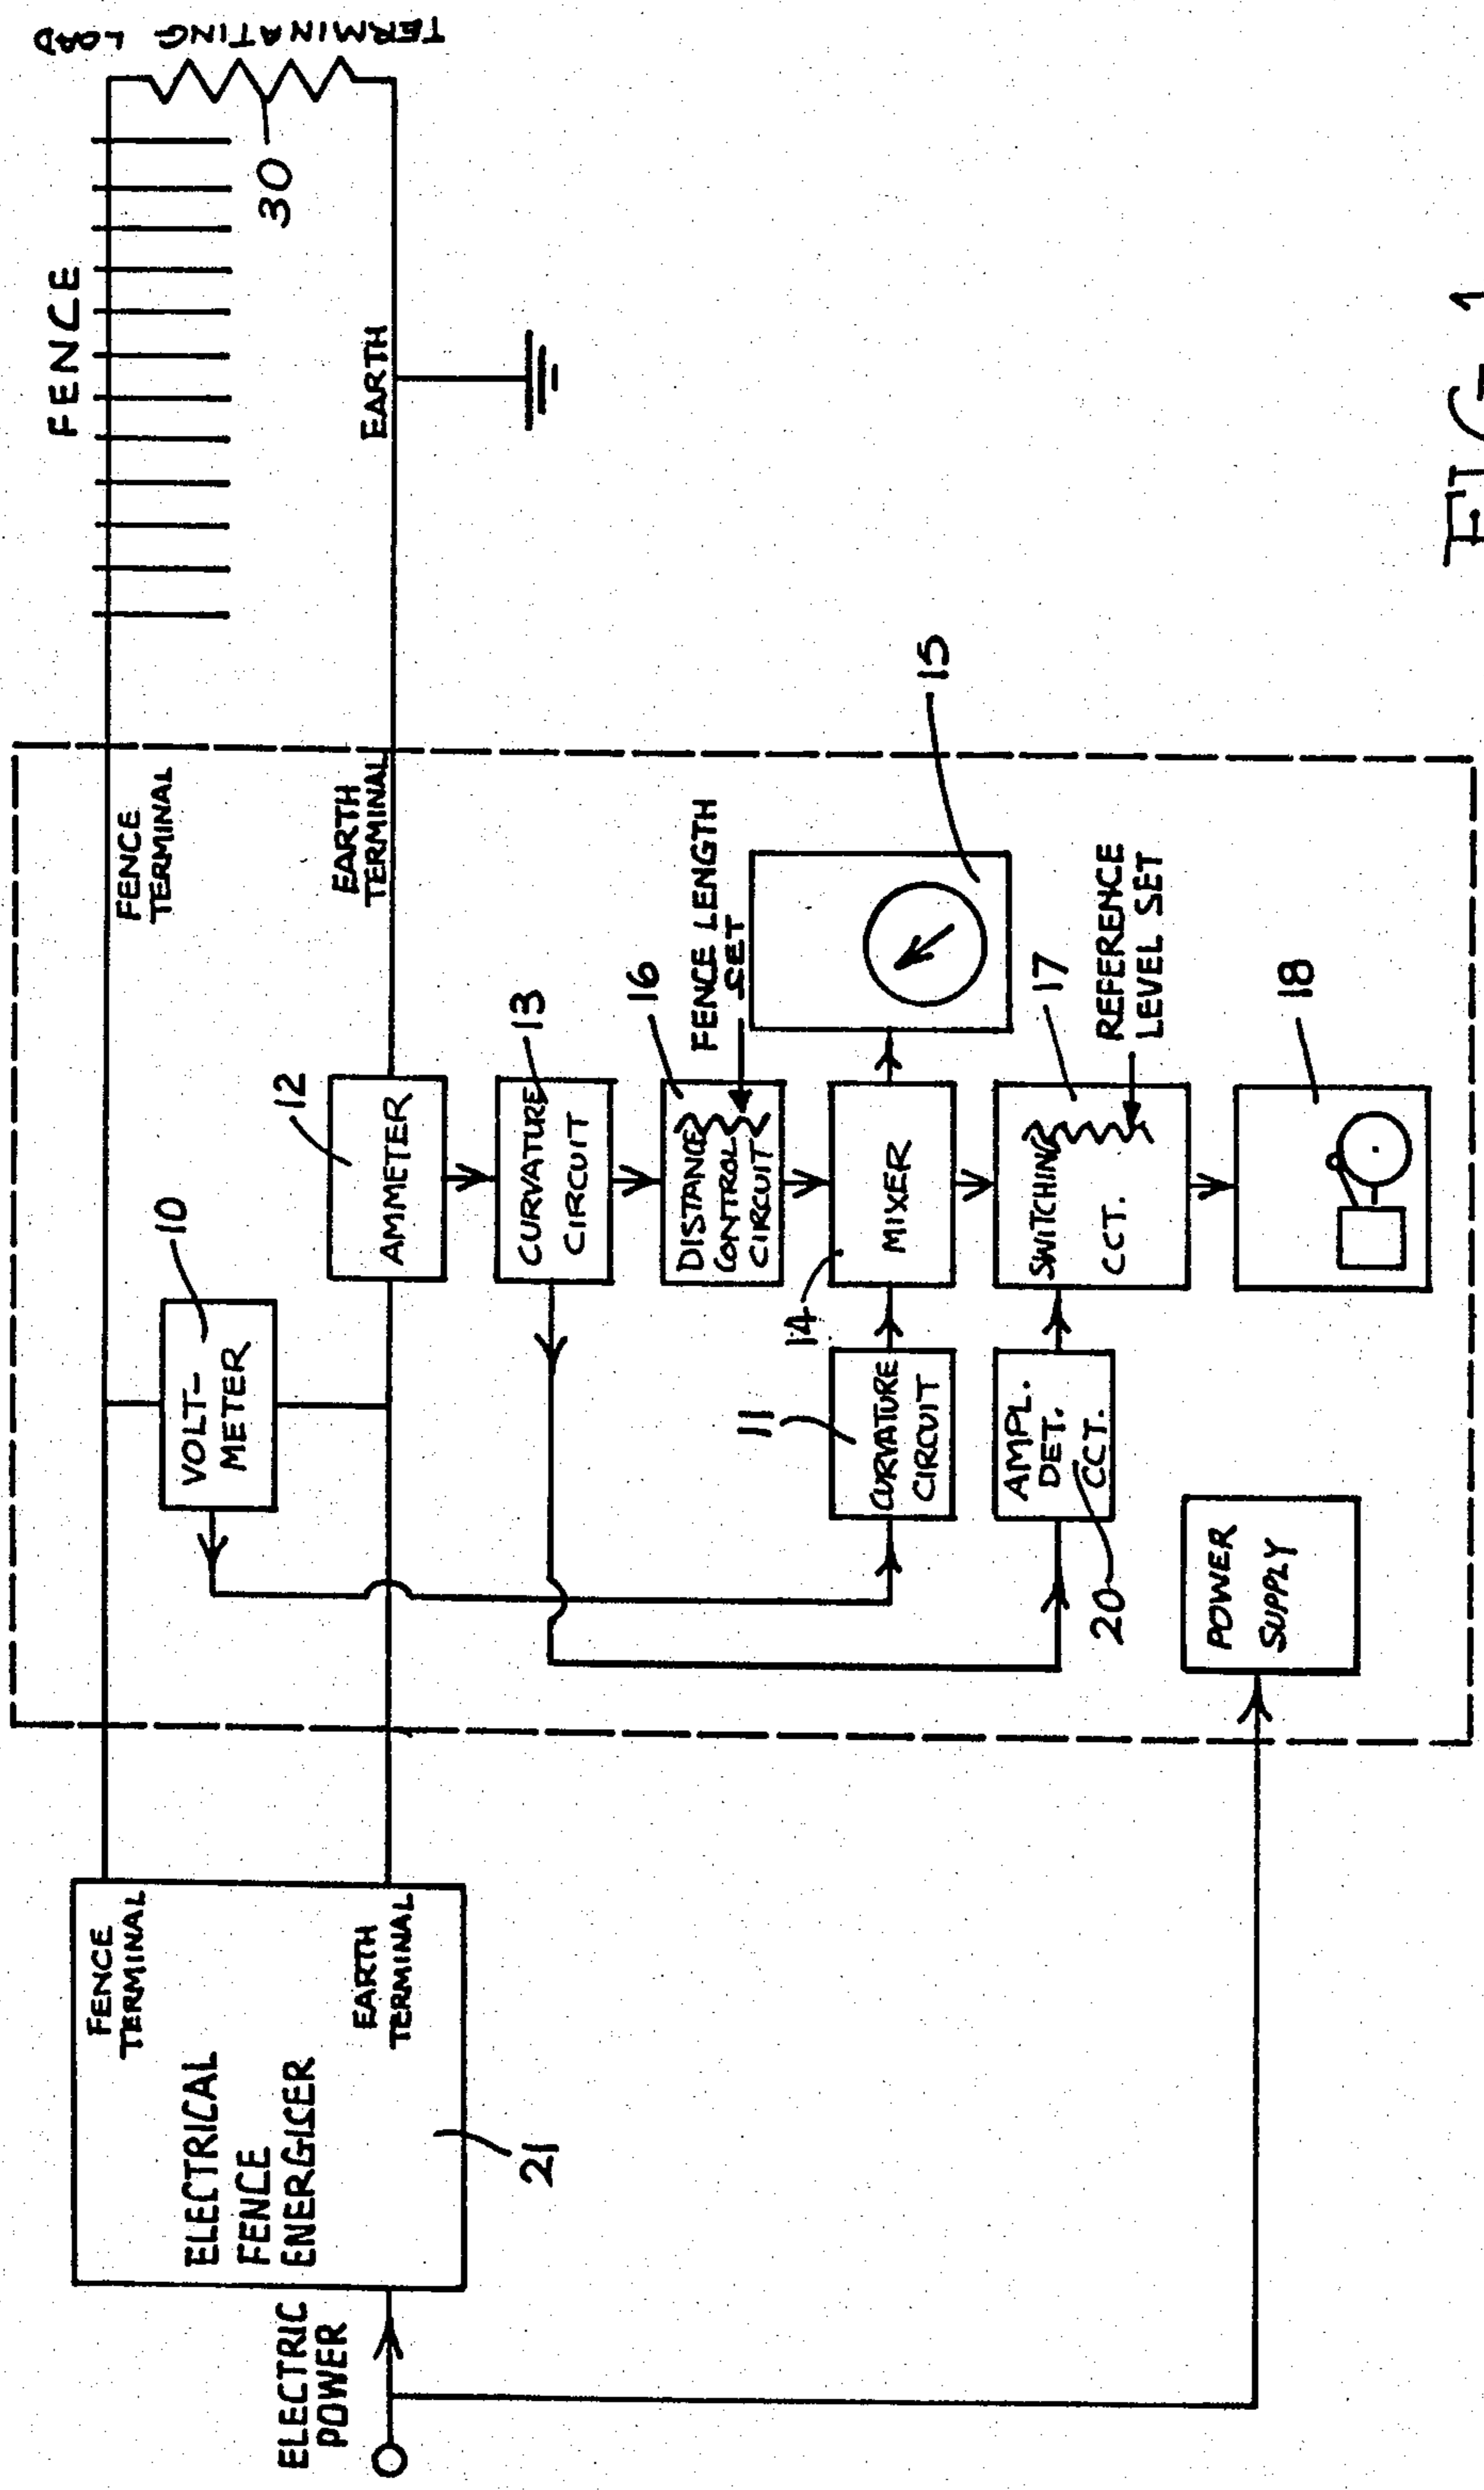 TERMINATING LOAD
FENCE
30
EARTH
FENCE
TERMINAL
EARTH
TERMINAL
10
VOLT-
METER
12
AMMETER
13
CURVATURE
CIRCUIT
16
FENCE LENGTH
SET
DISTANCE
CONTROL
CIRCUIT
15
14
MIXER
11
CURVATURE
CIRCUIT
17
REFERENCE
LEVEL SET
SWITCHING
CCT.
AMPL.
DET.
CCT.
20
18
POWER
SUPPLY
FENCE
TERMINAL
EARTH
TERMINAL
ELECTRICAL
FENCE
ENERGICER
21
ELECTRIC
POWER
FIG 1